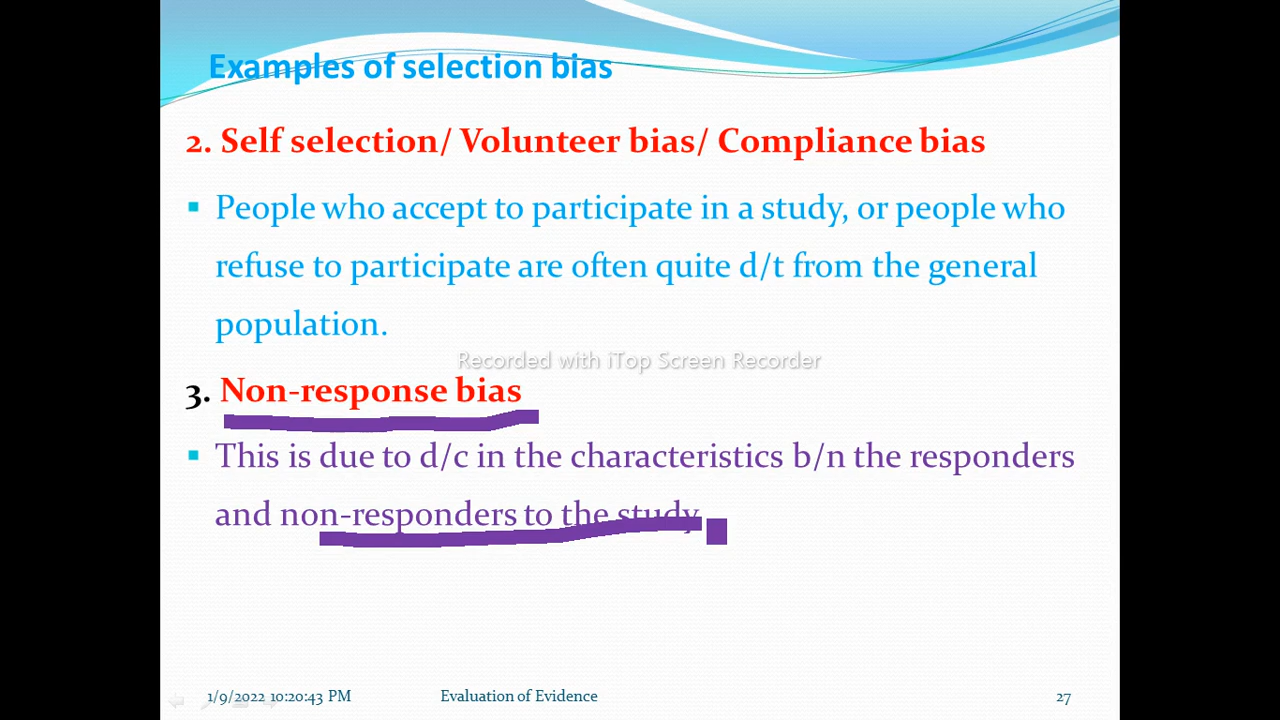 Examples of selection bias
2. Self selection/ Volunteer bias/ Compliance bias
▪ People who accept to participate in a study, or people who
refuse to participate are often quite d/t from the general
population.
Recorded with iTop Screen Recorder
3. Non-response bias
▪ This is due to d/c in the characteristics b/n the responders
and non-responders to the study
1/9/2022 10:20:43 PM Evaluation of Evidence 27